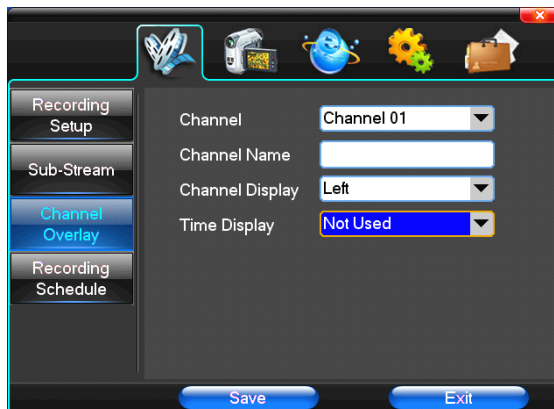 Recording
Setup
Sub-Stream
Channel
Overlay
Recording
Schedule
Channel
Channel 01
Channel Name
Channel Display
Left
Time Display
Not Used
Save
Exit